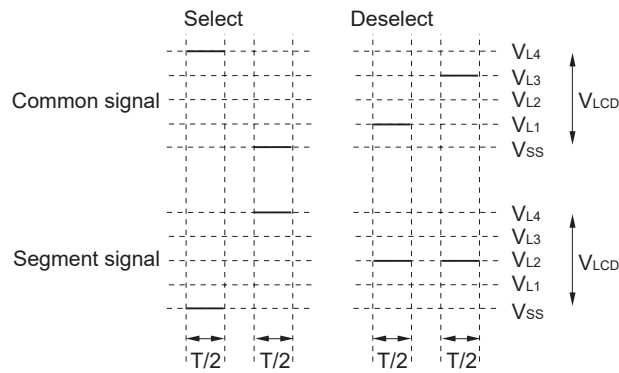 Select Deselect
VL4
VL3
Common signal VL2 VLCD
VL1
VSS
VL4
VL3
Segment signal VL2 VLCD
VL1
VSS
T/2 T/2 T/2 T/2